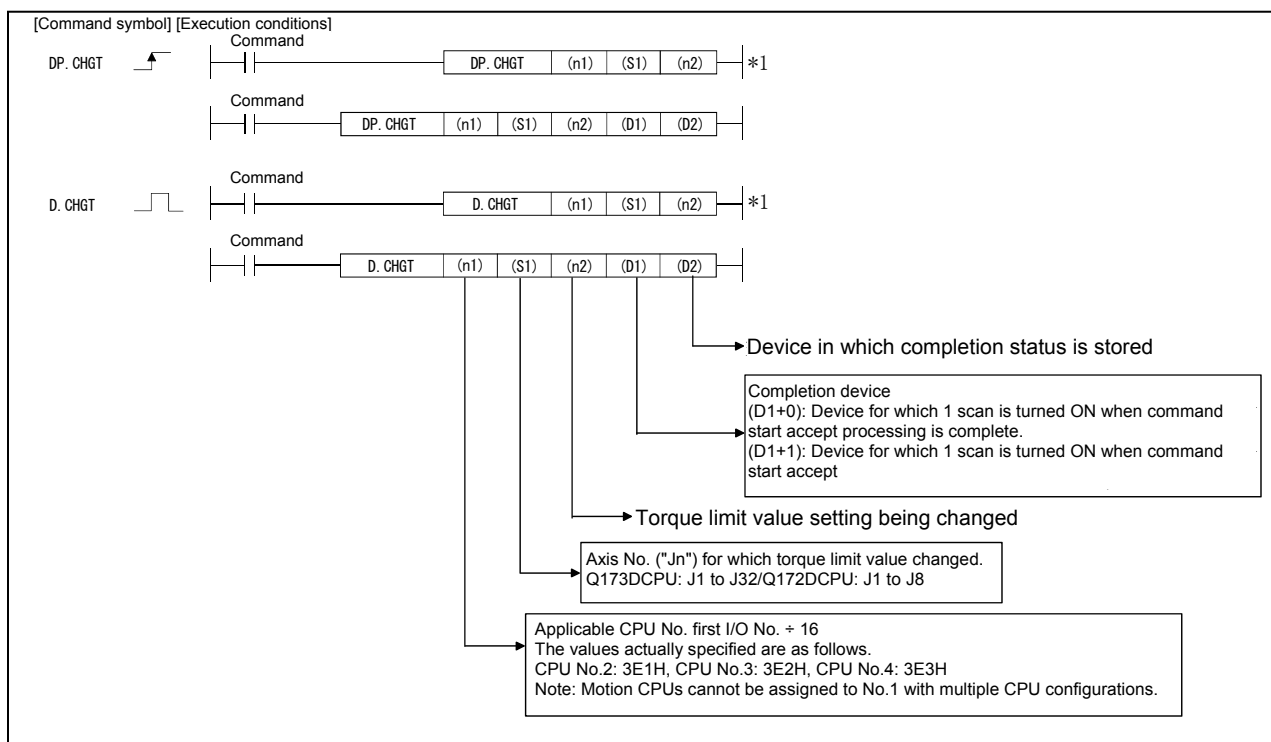 [Command symbol] [Execution conditions]
Command
DP. CHGT
DP. CHGT (n1) (S1) (n2) *1
Command
DP. CHGT (n1) (S1) (n2) (D1) (D2)
Command
D. CHGT
D. CHGT (n1) (S1) (n2) *1
Command
D. CHGT (n1) (S1) (n2) (D1) (D2)
Device in which completion status is stored
Completion device
(D1+0): Device for which 1 scan is turned ON when command
start accept processing is complete.
(D1+1): Device for which 1 scan is turned ON when command
start accept
Torque limit value setting being changed
Axis No. ("Jn") for which torque limit value changed.
Q173DCPU: J1 to J32/Q172DCPU: J1 to J8
Applicable CPU No. first I/O No. ÷ 16
The values actually specified are as follows.
CPU No.2: 3E1H, CPU No.3: 3E2H, CPU No.4: 3E3H
Note: Motion CPUs cannot be assigned to No.1 with multiple CPU configurations.